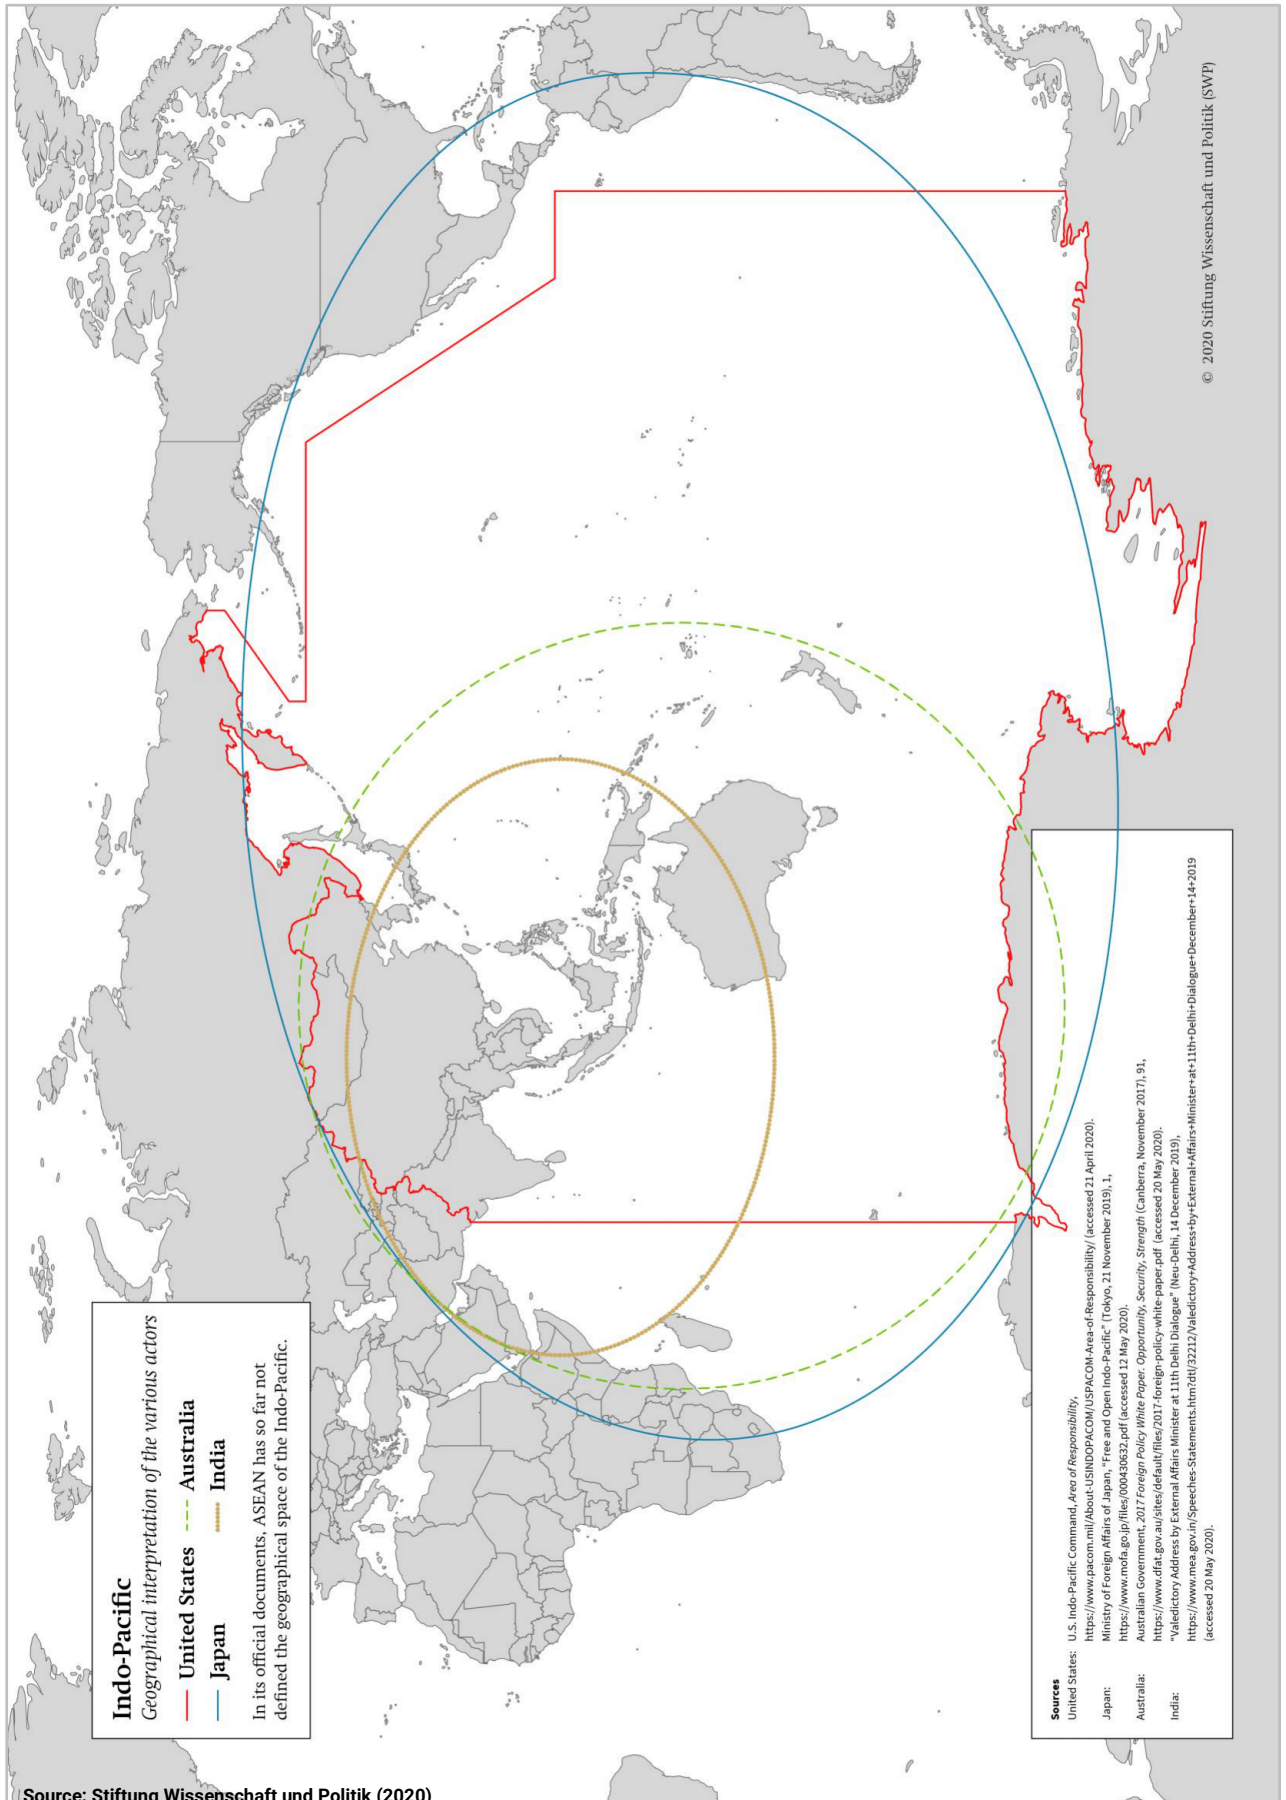 Indo-Pacific
Geographical interpretation of the various actors
United States
Australia
Japan
India
In its official documents, ASEAN has so far not
defined the geographical space of the Indo-Pacific.
Sources
United States: U.S. Indo-Pacific Command, Area of Responsibility,
https://www.pacom.mil/About-USINDOPACOM/USPACOM-Area-of-Responsibility/ (accessed 21 April 2020).
Japan: Ministry of Foreign Affairs of Japan, "Free and Open Indo-Pacific" (Tokyo, 21 November 2019), 1,
https://www.mofa.go.jp/files/000430632.pdf (accessed 12 May 2020).
Australia: Australian Government, 2017 Foreign Policy White Paper. Opportunity, Security, Strength (Canberra, November 2017), 91,
https://www.dfat.gov.au/sites/default/files/2017-foreign-policy-white-paper.pdf (accessed 20 May 2020).
India: "Valedictory Address by External Affairs Minister at 11th Delhi Dialogue" (Neu-Delhi, 14 December 2019),
https://www.mea.gov.in/Speeches-Statements.htm?dtl/32212/Valedictory+Address+by+External+Affairs+Minister+at+11th+Delhi+Dialogue+December+14+2019
(accessed 20 May 2020).
© 2020 Stiftung Wissenschaft und Politik (SWP)
Source: Stiftung Wissenschaft und Politik (2020)